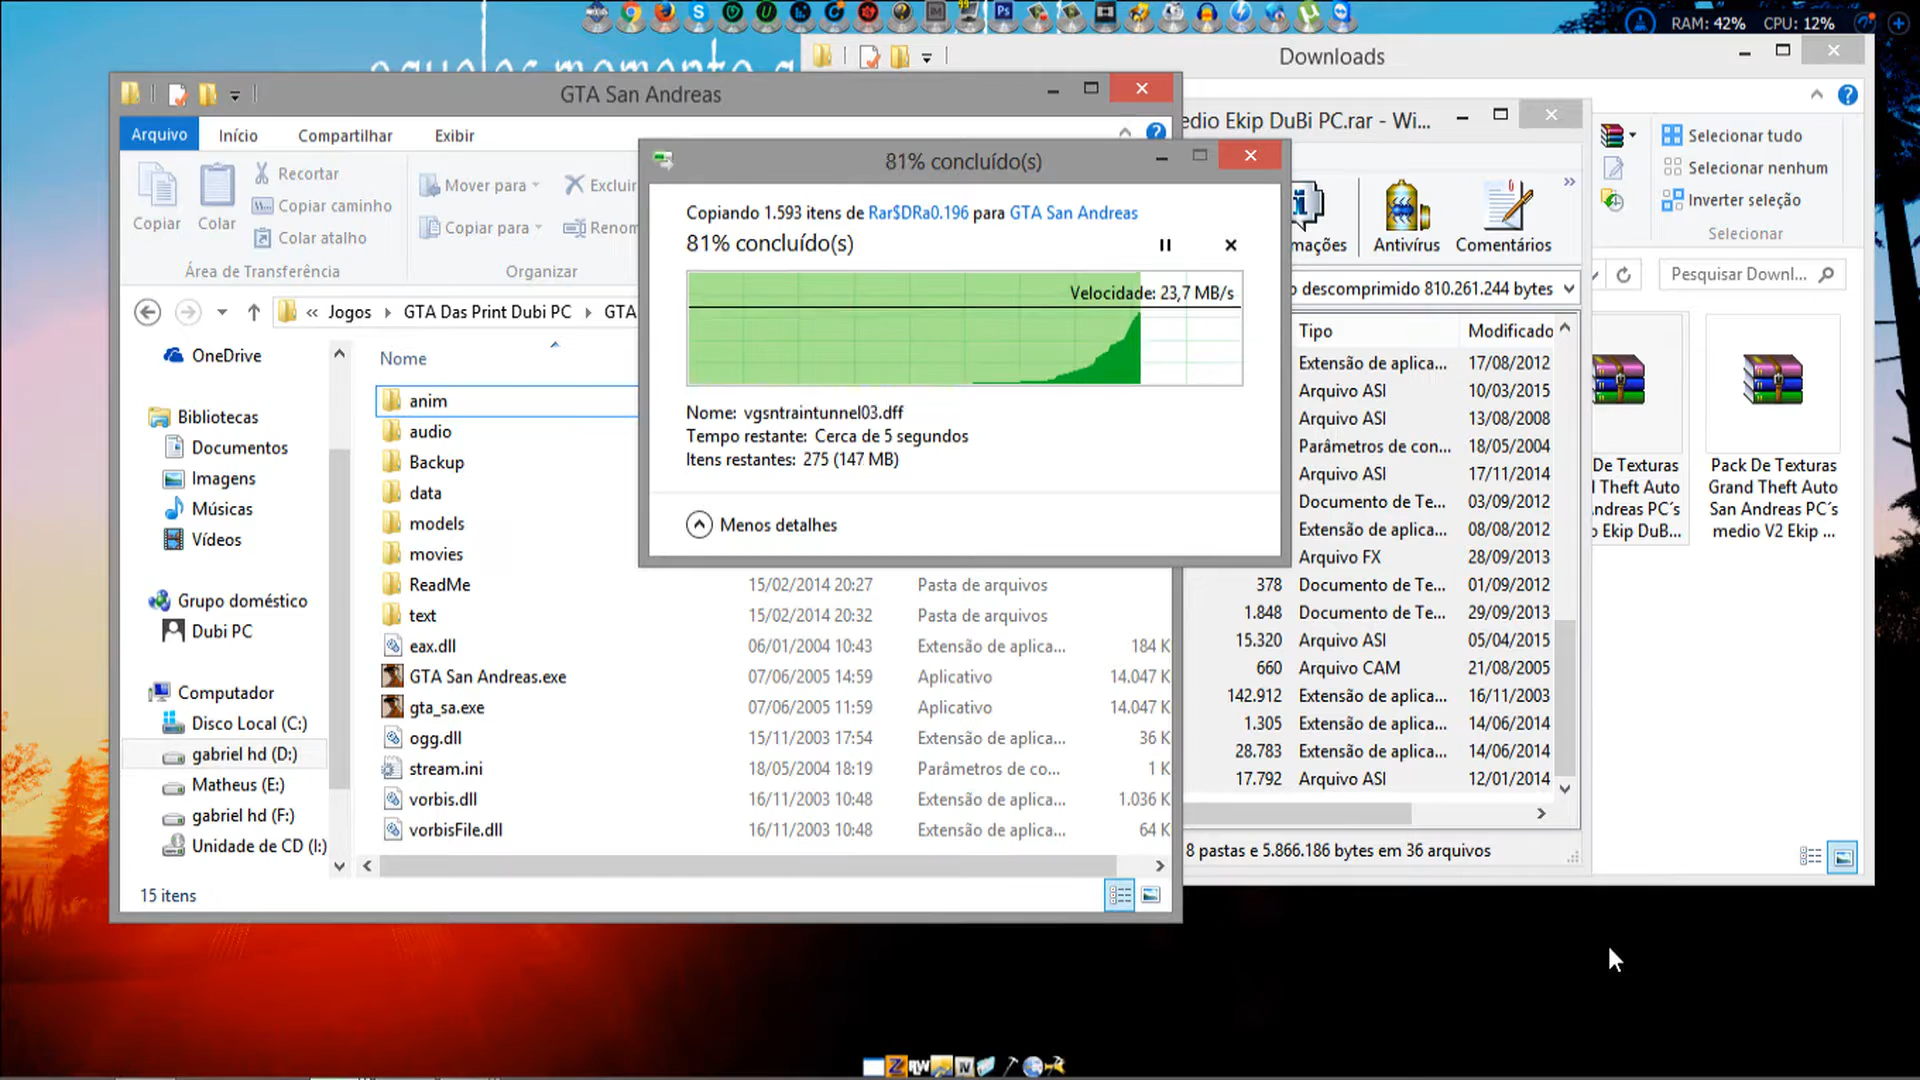 RAM: 42% CPU: 12%
Downloads
GTA San Andreas
edio Ekip DuBi PC.rar - Wi...
Arquivo Início Compartilhar Exibir
Copiar
Colar
Recortar
Copiar caminho
Colar atalho
Área de Transferência
Mover para
Excluir
Copiar para
Renom
Organizar
81% concluído(s)
Copiando 1.593 itens de Rar$DRa0.196 para GTA San Andreas
81% concluído(s)
Velocidade: 23,7 MB/s
Nome: vgsntraintunnel03.dff
Tempo restante: Cerca de 5 segundos
Itens restantes: 275 (147 MB)
Menos detalhes
mações Antivírus Comentários
Selecionar tudo
Selecionar nenhum
Inverter seleção
Selecionar
o descomprimido 810.261.244 bytes
Pesquisar Downl...
« Jogos GTA Das Print Dubi PC GTA
OneDrive
Bibliotecas
Documentos
Imagens
Músicas
Vídeos
Grupo doméstico
Dubi PC
Computador
Disco Local (C:)
gabriel hd (D:)
Matheus (E:)
gabriel hd (F:)
Unidade de CD (I:)
Nome
anim
audio
Backup
data
models
movies
ReadMe 15/02/2014 20:27 Pasta de arquivos
text 15/02/2014 20:32 Pasta de arquivos
eax.dll 06/01/2004 10:43 Extensão de aplica... 184 K
GTA San Andreas.exe 07/06/2005 14:59 Aplicativo 14.047 K
gta_sa.exe 07/06/2005 11:59 Aplicativo 14.047 K
ogg.dll 15/11/2003 17:54 Extensão de aplica... 36 K
stream.ini 18/05/2004 18:19 Parâmetros de co... 1 K
vorbis.dll 16/11/2003 10:48 Extensão de aplica... 1.036 K
vorbisFile.dll 16/11/2003 10:48 Extensão de aplica... 64 K
15 itens
Tipo Modificado
Extensão de aplica... 17/08/2012
Arquivo ASI 10/03/2015
Arquivo ASI 13/08/2008
Parâmetros de con... 18/05/2004
Arquivo ASI 17/11/2014
Documento de Te... 03/09/2012
Extensão de aplica... 08/08/2012
Arquivo FX 28/09/2013
378 Documento de Te... 01/09/2012
1.848 Documento de Te... 29/09/2013
15.320 Arquivo ASI 05/04/2015
660 Arquivo CAM 21/08/2005
142.912 Extensão de aplica... 16/11/2003
1.305 Extensão de aplica... 14/06/2014
28.783 Extensão de aplica... 14/06/2014
17.792 Arquivo ASI 12/01/2014
8 pastas e 5.866.186 bytes em 36 arquivos
De Texturas
l Theft Auto
ndreas PC´s
o Ekip DuB...
Pack De Texturas
Grand Theft Auto
San Andreas PC´s
medio V2 Ekip ...